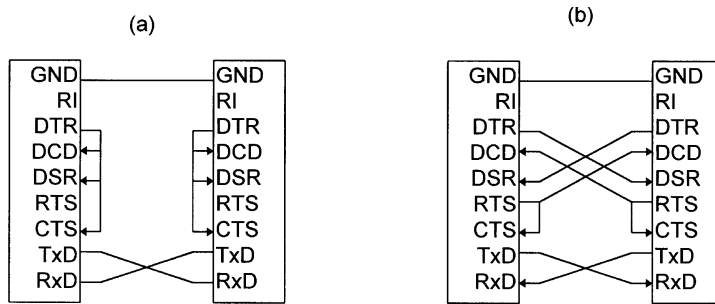 (a)
(b)
GND GND
RI RI
DTR DTR
DCD DCD
DSR DSR
RTS RTS
CTS CTS
TxD TxD
RxD RxD
GND GND
RI RI
DTR DTR
DCD DCD
DSR DSR
RTS RTS
CTS CTS
TxD TxD
RxD RxD